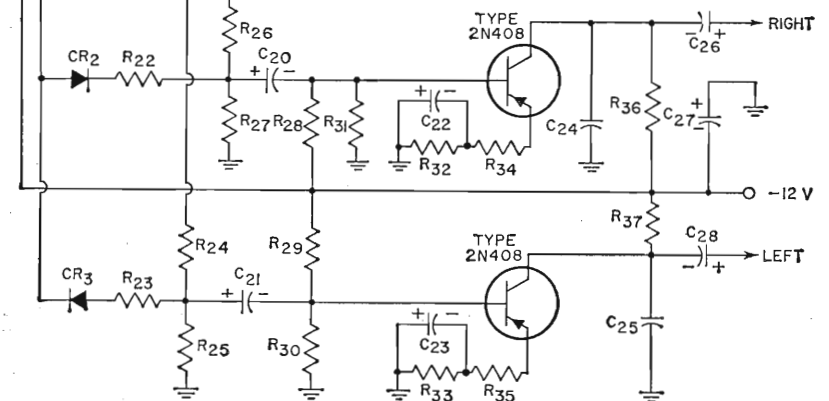 R26
TYPE
2N408
RIGHT
C26
- +
CR2
R22
C20
+ -
R27
R28
R31
+ -
C22
R32
R34
C24
R36
C27
+
-
-12 V
R37
R24
R29
TYPE
2N408
C28
- +
LEFT
CR3
R23
C21
+ -
R25
R30
+ -
C23
R33
R35
C25